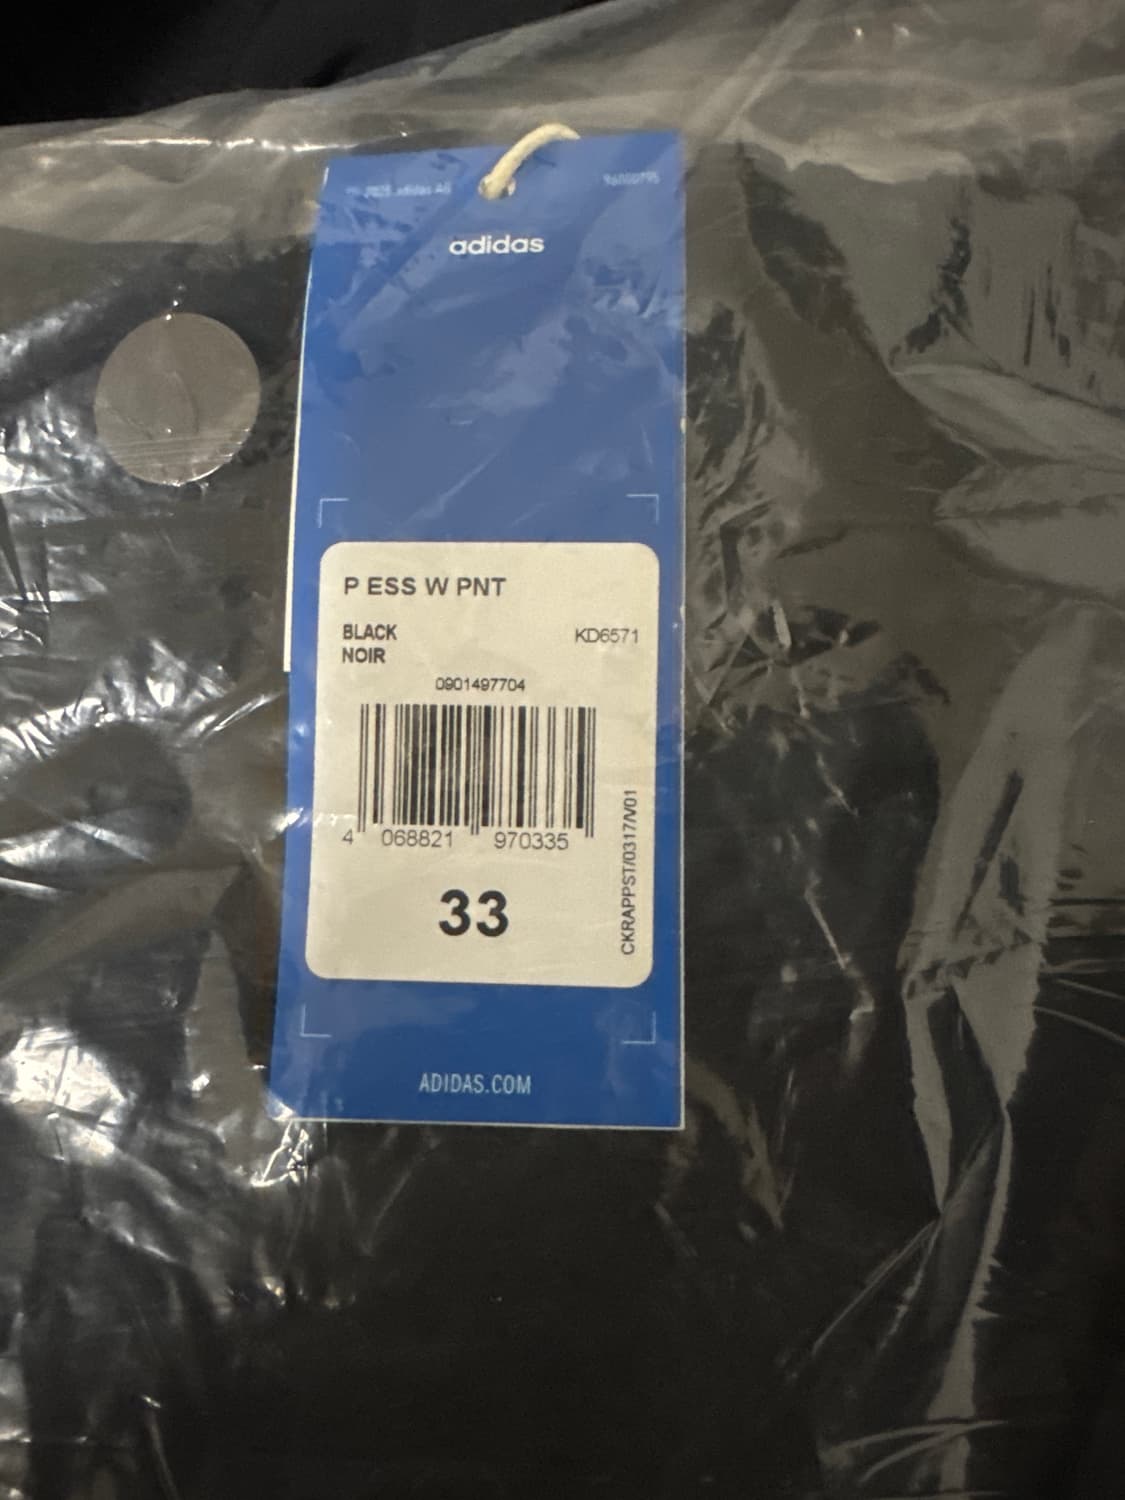 adidas
P ESS W PNT
BLACK KD6571
NOIR
0901497704
4 068821 970335
33
CKRAPPST/0317/V01
ADIDAS.COM